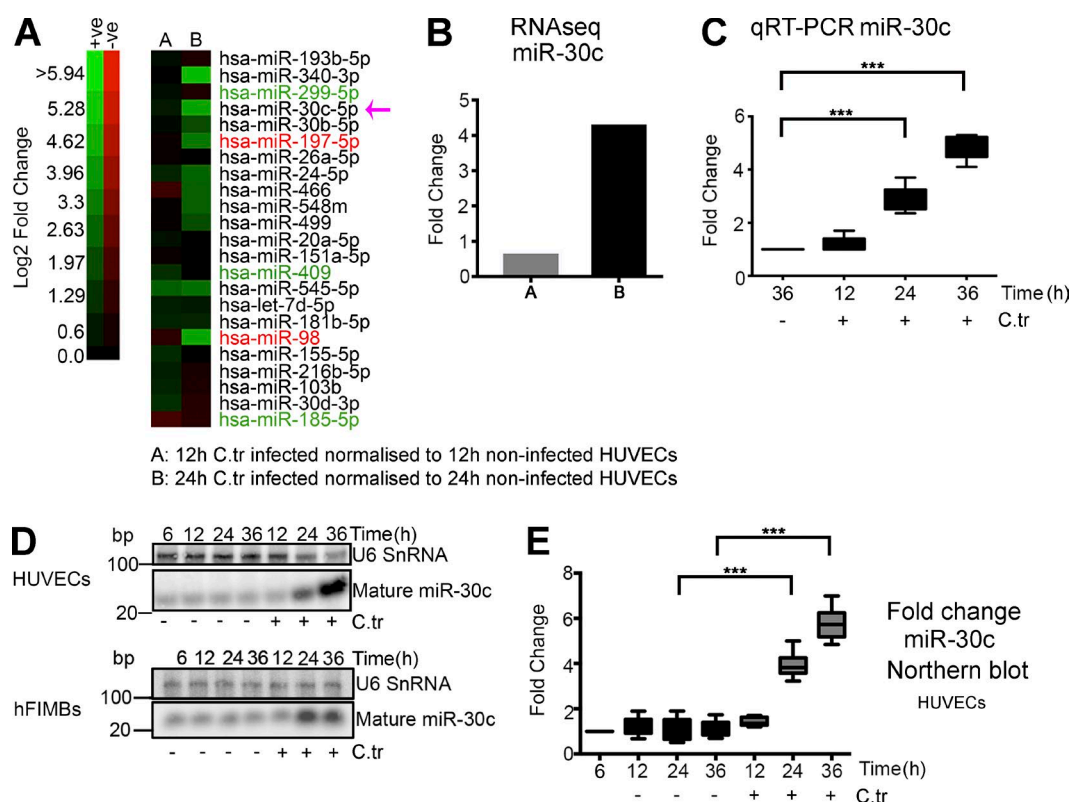 A
+ve
-ve
Log2 Fold Change
>5.94
5.28
4.62
3.96
3.3
2.63
1.97
1.29
0.6
0.0
A B
hsa-miR-193b-5p
hsa-miR-340-3p
hsa-miR-299-5p
hsa-miR-30c-5p
hsa-miR-30b-5p
hsa-miR-197-5p
hsa-miR-26a-5p
hsa-miR-24-5p
hsa-miR-466
hsa-miR-548m
hsa-miR-499
hsa-miR-20a-5p
hsa-miR-151a-5p
hsa-miR-409
hsa-miR-545-5p
hsa-let-7d-5p
hsa-miR-181b-5p
hsa-miR-98
hsa-miR-155-5p
hsa-miR-216b-5p
hsa-miR-103b
hsa-miR-30d-3p
hsa-miR-185-5p
A: 12h C.tr infected normalised to 12h non-infected HUVECs
B: 24h C.tr infected normalised to 24h non-infected HUVECs
B
RNAseq
miR-30c
Fold Change
5
4
3
2
1
0
A B
C
qRT-PCR miR-30c
***
***
Fold Change
6
4
2
0
36 12 24 36 Time(h)
- + + + C.tr
D
bp
6 12 24 36 12 24 36 Time(h)
U6 SnRNA
100
HUVECs
Mature miR-30c
20
- - - - + + + C.tr
bp
6 12 24 36 12 24 36 Time(h)
U6 SnRNA
100
hFIMBs
Mature miR-30c
20
- - - - + + + C.tr
E
***
***
Fold Change
8
6
4
2
0
6 12 24 36 12 24 36 Time(h)
- - - + + + C.tr
Fold change
miR-30c
Northern blot
HUVECs